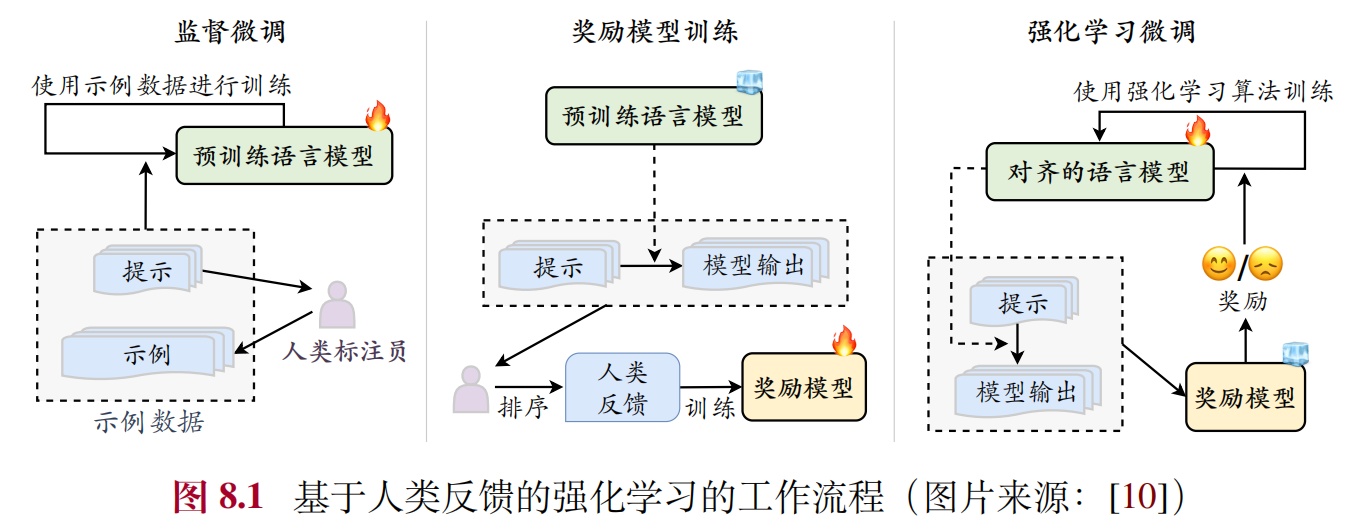 监督微调
使用示例数据进行训练
预训练语言模型
提示
示例
人类标注员
示例数据
奖励模型训练
预训练语言模型
提示
模型输出
排序
人类
反馈
训练
奖励模型
强化学习微调
使用强化学习算法训练
对齐的语言模型
提示
模型输出
/
奖励
奖励模型
图 8.1 基于人类反馈的强化学习的工作流程（图片来源：[10]）